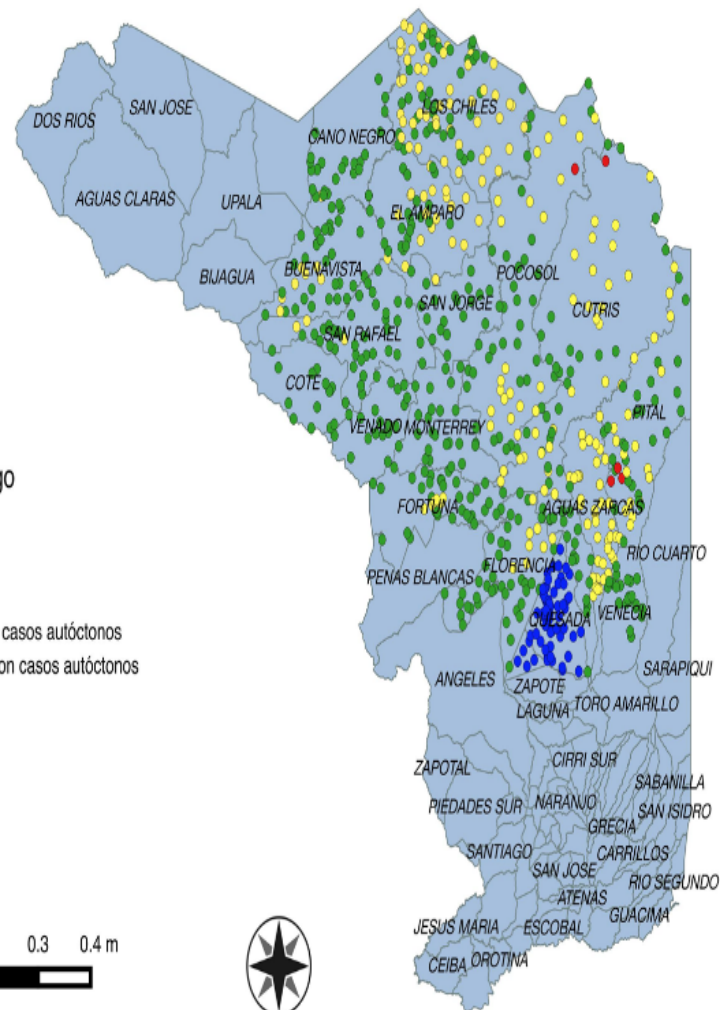 DOS RIOS
SAN JOSE
LOS CHILES
CANO NEGRO
AGUAS CLARAS
UPALA
EL AMPARO
BIJAGUA
BUENAVISTA
POCOSOL
SAN JORGE
CUTRIS
SAN RAFAEL
COTE
PITAL
VENADO
MONTERREY
go
FORTUNA
AGUAS ZARCAS
RIO CUARTO
FLORENCIA
PENAS BLANCAS
QUESADA
VENECIA
casos autóctonos
on casos autóctonos
SARAPIQUI
ANGELES
ZAPOTE
LAGUNA
TORO AMARILLO
CIRRI SUR
ZAPOTAL
SABANILLA
PIEDADES SUR
NARANJO
SAN ISIDRO
GRECIA
SANTIAGO
CARRILLOS
SAN JOSE
RIO SEGUNDO
ATENAS
GUACIMA
JESUS MARIA
ESCOBAL
0.3 0.4 m
CEIBA
OROTINA